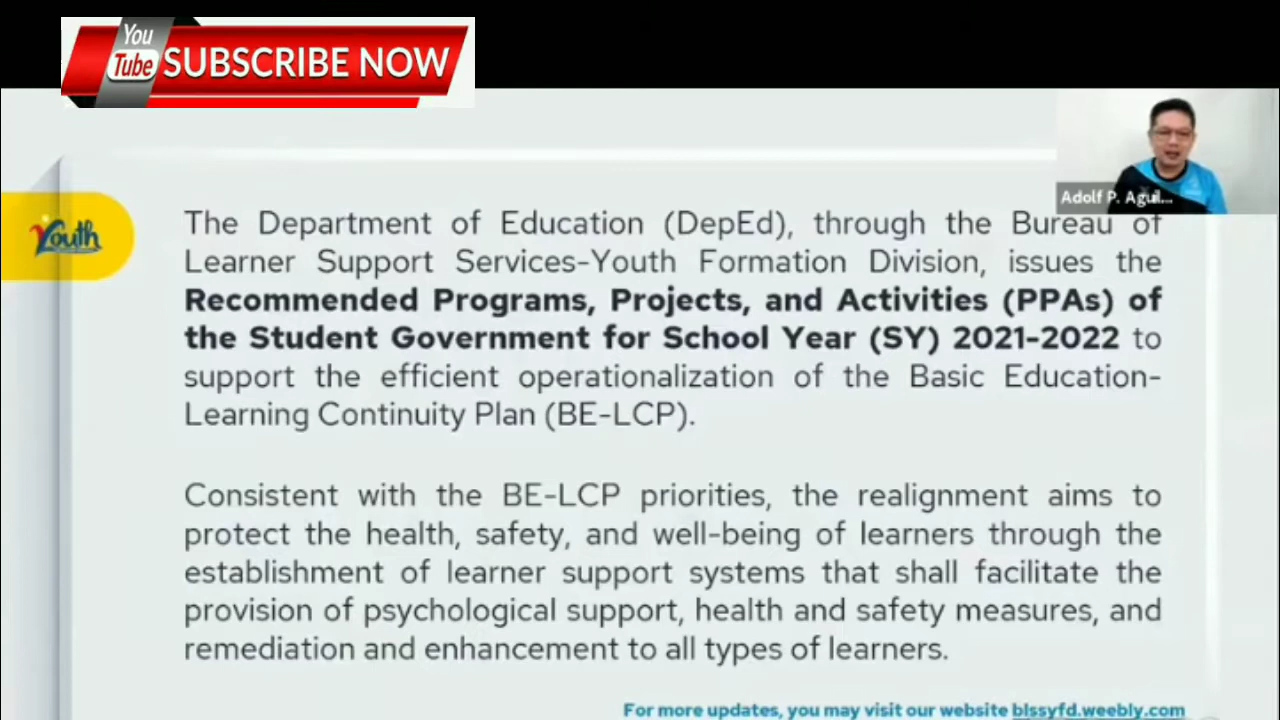 You
Tube
SUBSCRIBE NOW
Adolf P. Aguil...
Youth
The Department of Education (DepEd), through the Bureau of
Learner Support Services-Youth Formation Division, issues the
Recommended Programs, Projects, and Activities (PPAs) of
the Student Government for School Year (SY) 2021-2022 to
support the efficient operationalization of the Basic Education-
Learning Continuity Plan (BE-LCP).
Consistent with the BE-LCP priorities, the realignment aims to
protect the health, safety, and well-being of learners through the
establishment of learner support systems that shall facilitate the
provision of psychological support, health and safety measures, and
remediation and enhancement to all types of learners.
For more updates, you may visit our website blssyfd.weebly.com